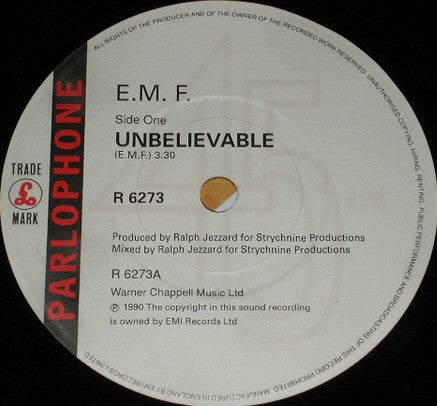 ALL RIGHTS OF THE PRODUCER AND OF THE OWNER OF THE RECORDED WORK RESERVED. UNAUTHORISED COPYING, HIRING, RENTING, PUBLIC PERFORMANCE AND BROADCASTING OF THIS RECORD PROHIBITED. MANUFACTURED IN ENGLAND BY EMI RECORDS LIMITED
PARLOPHONE
TRADE
£
MARK
E.M. F.
Side One
UNBELIEVABLE
(E.M.F.) 3.30
R 6273
45
RPM
Produced by Ralph Jezzard for Strychnine Productions
Mixed by Ralph Jezzard for Strychnine Productions
R 6273A
Warner Chappell Music Ltd
℗ 1990 The copyright in this sound recording
is owned by EMI Records Ltd